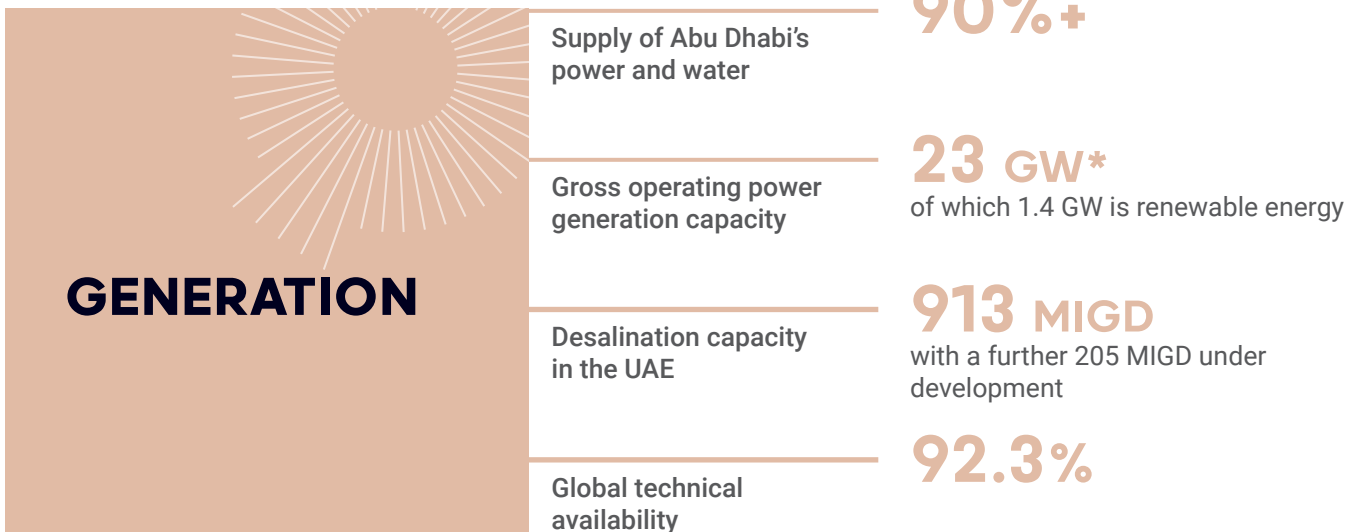 GENERATION
Supply of Abu Dhabi's
power and water
90%+
Gross operating power
generation capacity
23 GW*
of which 1.4 GW is renewable energy
Desalination capacity
in the UAE
913 MIGD
with a further 205 MIGD under
development
Global technical
availability
92.3%